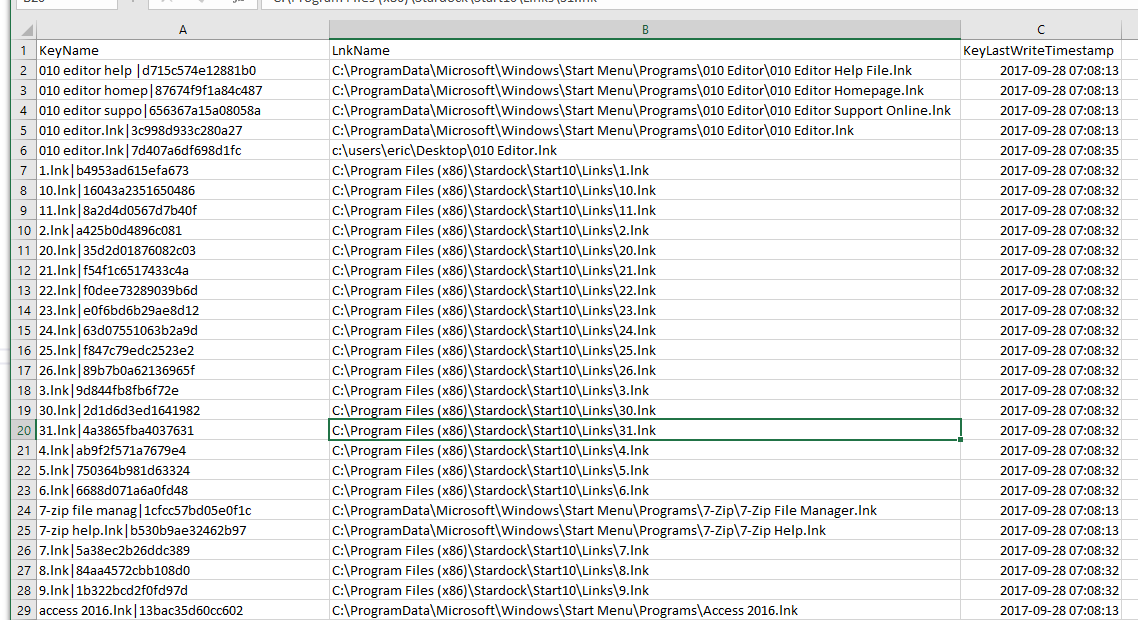 A B C
1 KeyName LnkName KeyLastWriteTimestamp
2 010 editor help |d715c574e12881b0 C:\ProgramData\Microsoft\Windows\Start Menu\Programs\010 Editor\010 Editor Help File.lnk 2017-09-28 07:08:13
3 010 editor homep|87674f9f1a84c487 C:\ProgramData\Microsoft\Windows\Start Menu\Programs\010 Editor\010 Editor Homepage.lnk 2017-09-28 07:08:13
4 010 editor suppo|656367a15a08058a C:\ProgramData\Microsoft\Windows\Start Menu\Programs\010 Editor\010 Editor Support Online.lnk 2017-09-28 07:08:13
5 010 editor.lnk|3c998d933c280a27 C:\ProgramData\Microsoft\Windows\Start Menu\Programs\010 Editor\010 Editor.lnk 2017-09-28 07:08:13
6 010 editor.lnk|7d407a6df698d1fc c:\users\eric\Desktop\010 Editor.lnk 2017-09-28 07:08:35
7 1.lnk|b4953ad615efa673 C:\Program Files (x86)\Stardock\Start10\Links\1.lnk 2017-09-28 07:08:32
8 10.lnk|16043a2351650486 C:\Program Files (x86)\Stardock\Start10\Links\10.lnk 2017-09-28 07:08:32
9 11.lnk|8a2d4d0567d7b40f C:\Program Files (x86)\Stardock\Start10\Links\11.lnk 2017-09-28 07:08:32
10 2.lnk|a425b0d4896c081 C:\Program Files (x86)\Stardock\Start10\Links\2.lnk 2017-09-28 07:08:32
11 20.lnk|35d2d01876082c03 C:\Program Files (x86)\Stardock\Start10\Links\20.lnk 2017-09-28 07:08:32
12 21.lnk|f54f1c6517433c4a C:\Program Files (x86)\Stardock\Start10\Links\21.lnk 2017-09-28 07:08:32
13 22.lnk|f0dee73289039b6d C:\Program Files (x86)\Stardock\Start10\Links\22.lnk 2017-09-28 07:08:32
14 23.lnk|e0f6bd6b29ae8d12 C:\Program Files (x86)\Stardock\Start10\Links\23.lnk 2017-09-28 07:08:32
15 24.lnk|63d07551063b2a9d C:\Program Files (x86)\Stardock\Start10\Links\24.lnk 2017-09-28 07:08:32
16 25.lnk|f847c79edc2523e2 C:\Program Files (x86)\Stardock\Start10\Links\25.lnk 2017-09-28 07:08:32
17 26.lnk|89b7b0a62136965f C:\Program Files (x86)\Stardock\Start10\Links\26.lnk 2017-09-28 07:08:32
18 3.lnk|9d844fb8fb6f72e C:\Program Files (x86)\Stardock\Start10\Links\3.lnk 2017-09-28 07:08:32
19 30.lnk|2d1d6d3ed1641982 C:\Program Files (x86)\Stardock\Start10\Links\30.lnk 2017-09-28 07:08:32
20 31.lnk|4a3865fba4037631 C:\Program Files (x86)\Stardock\Start10\Links\31.lnk 2017-09-28 07:08:32
21 4.lnk|ab9f2f571a7679e4 C:\Program Files (x86)\Stardock\Start10\Links\4.lnk 2017-09-28 07:08:32
22 5.lnk|750364b981d63324 C:\Program Files (x86)\Stardock\Start10\Links\5.lnk 2017-09-28 07:08:32
23 6.lnk|6688d071a6a0fd48 C:\Program Files (x86)\Stardock\Start10\Links\6.lnk 2017-09-28 07:08:32
24 7-zip file manag|1cfcc57bd05e0f1c C:\ProgramData\Microsoft\Windows\Start Menu\Programs\7-Zip\7-Zip File Manager.lnk 2017-09-28 07:08:13
25 7-zip help.lnk|b530b9ae32462b97 C:\ProgramData\Microsoft\Windows\Start Menu\Programs\7-Zip\7-Zip Help.lnk 2017-09-28 07:08:13
26 7.lnk|5a38ec2b26ddc389 C:\Program Files (x86)\Stardock\Start10\Links\7.lnk 2017-09-28 07:08:32
27 8.lnk|84aa4572cbb108d0 C:\Program Files (x86)\Stardock\Start10\Links\8.lnk 2017-09-28 07:08:32
28 9.lnk|1b322bcd2f0fd97d C:\Program Files (x86)\Stardock\Start10\Links\9.lnk 2017-09-28 07:08:32
29 access 2016.lnk|13bac35d60cc602 C:\ProgramData\Microsoft\Windows\Start Menu\Programs\Access 2016.lnk 2017-09-28 07:08:13